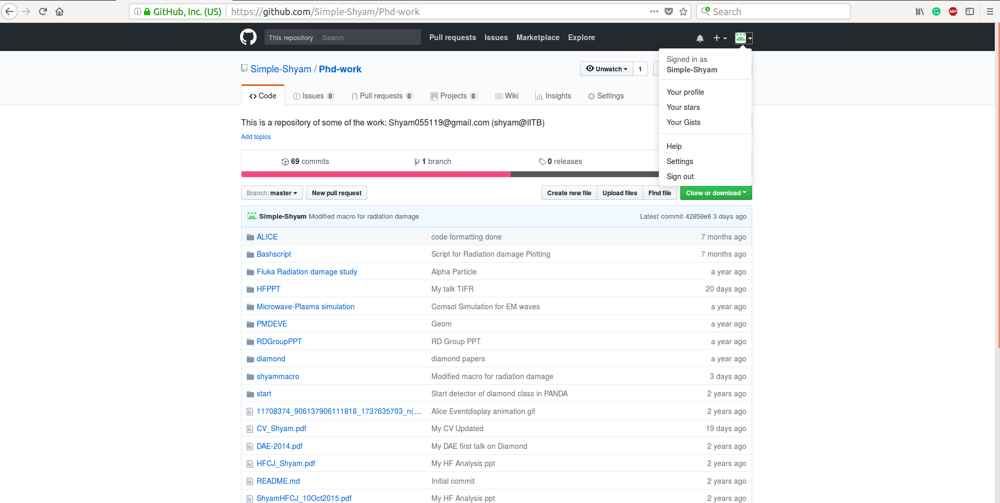 GitHub, Inc. (US) https://github.com/Simple-Shyam/Phd-work ••• Search ABP
This repository Search Pull requests Issues Marketplace Explore
Signed in as
Simple-Shyam
Your profile
Your stars
Your Gists
Help
Settings
Sign out
Simple-Shyam / Phd-work Unwatch 1
Code Issues 0 Pull requests 0 Projects 0 Wiki Insights Settings
This is a repository of some of the work: Shyam055119@gmail.com (shyam@IITB)
Add topics
69 commits 1 branch 0 releases
Branch: master New pull request Create new file Upload files Find file Clone or download
Simple-Shyam Modified macro for radiation damage Latest commit 42050e6 3 days ago
ALICE code formatting done 7 months ago
Bashscript Script for Radiation damage Plotting 7 months ago
Fluka Radiation damage study Alpha Particle a year ago
HFPPT My talk TIFR 20 days ago
Microwave-Plasma simulation Comsol Simulation for EM waves a year ago
PMDEVE Geom a year ago
RDGroupPPT RD Group PPT a year ago
diamond diamond papers a year ago
shyammacro Modified macro for radiation damage 3 days ago
start Start detector of diamond class in PANDA 2 years ago
11708374_906137906111818_1737635703_n(... Alice Eventdisplay animation.gif 2 years ago
CV_Shyam.pdf My CV Updated 19 days ago
DAE-2014.pdf My DAE first talk on Diamond 2 years ago
HFCJ_Shyam.pdf My HF Analysis ppt 2 years ago
README.md Initial commit 2 years ago
ShyamHFCJ_10Oct2015.pdf My HF Analysis ppt 2 years ago